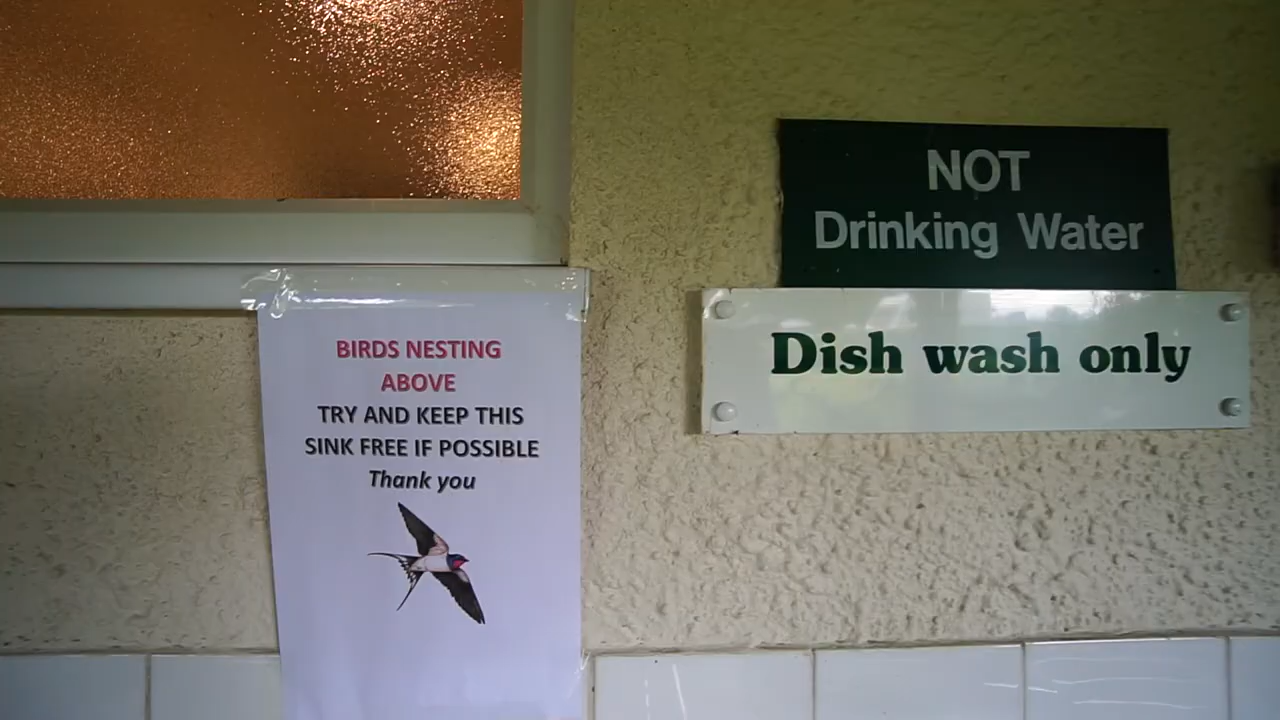 BIRDS NESTING
ABOVE
TRY AND KEEP THIS
SINK FREE IF POSSIBLE
Thank you
NOT
Drinking Water
Dish wash only